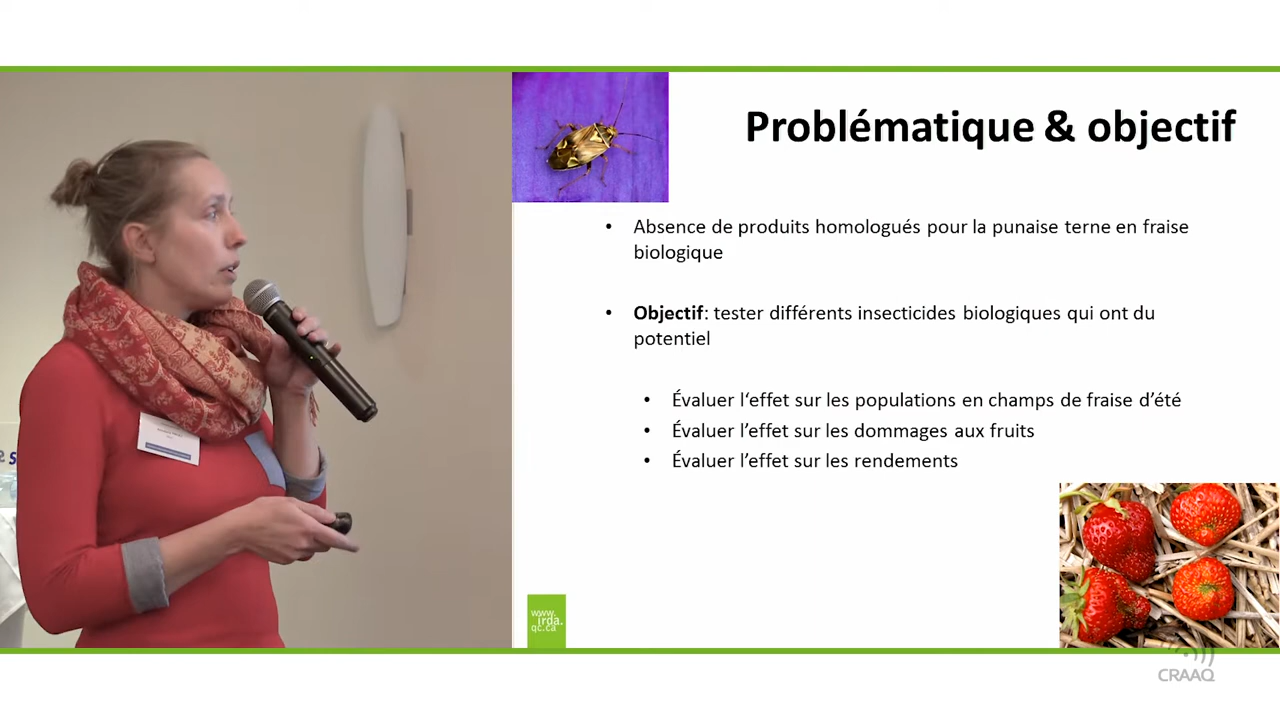 Problématique & objectif
• Absence de produits homologués pour la punaise terne en fraise
biologique
• Objectif: tester différents insecticides biologiques qui ont du
potentiel
• Évaluer l‘effet sur les populations en champs de fraise d’été
• Évaluer l’effet sur les dommages aux fruits
• Évaluer l’effet sur les rendements
www.
irda.
qc.ca
CRAAQ